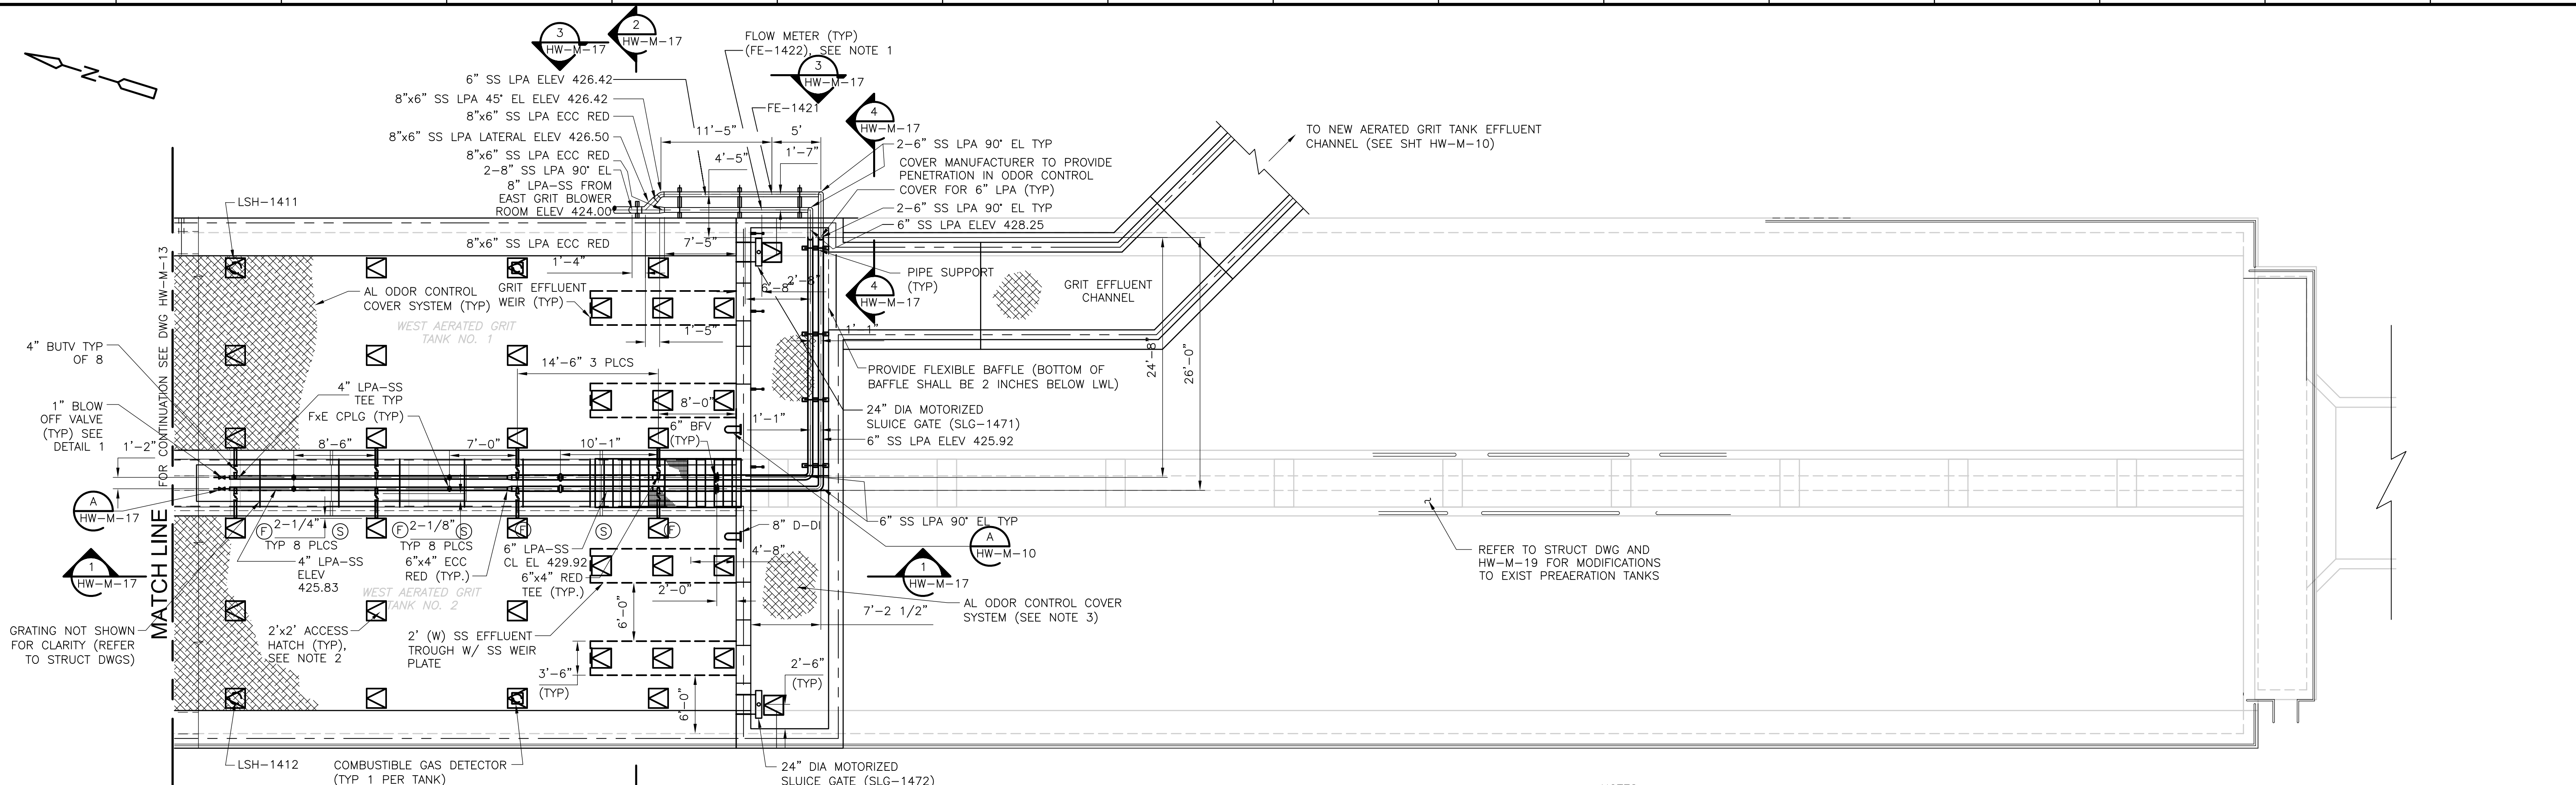 3
HW-M-17
2
HW-M-17
FLOW METER (TYP)
(FE-1422), SEE NOTE 1
3
HW-M-17
N
6" SS LPA ELEV 426.42
8"x6" SS LPA 45° EL ELEV 426.42
8"x6" SS LPA ECC RED
8"x6" SS LPA LATERAL ELEV 426.50
8"x6" SS LPA ECC RED
2-8" SS LPA 90° EL
8" LPA-SS FROM
EAST GRIT BLOWER
ROOM ELEV 424.00
FE-1421
11'-5"
5'
4'-5"
1'-7"
4
HW-M-17
2-6" SS LPA 90° EL TYP
COVER MANUFACTURER TO PROVIDE
PENETRATION IN ODOR CONTROL
COVER FOR 6" LPA (TYP)
2-6" SS LPA 90° EL TYP
6" SS LPA ELEV 428.25
TO NEW AERATED GRIT TANK EFFLUENT
CHANNEL (SEE SHT HW-M-10)
LSH-1411
8"x6" SS LPA ECC RED
7'-5"
1'-4"
GRIT EFFLUENT
WEIR (TYP)
AL ODOR CONTROL
COVER SYSTEM (TYP)
WEST AERATED GRIT
TANK NO. 1
2'-8"
6'-8"
PIPE SUPPORT
(TYP)
4
HW-M-17
GRIT EFFLUENT
CHANNEL
1'-5"
1'-1"
24'-8
26'-0"
FOR CONTINUATION SEE DWG HW-M-13
4" BUTV TYP
OF 8
14'-6" 3 PLCS
PROVIDE FLEXIBLE BAFFLE (BOTTOM OF
BAFFLE SHALL BE 2 INCHES BELOW LWL)
4" LPA-SS
TEE TYP
FxE CPLG (TYP)
1" BLOW
OFF VALVE
(TYP) SEE
DETAIL 1
1'-2"
8'-6"
7'-0"
10'-1"
8'-0"
6" BFV
(TYP)
1'-1"
24" DIA MOTORIZED
SLUICE GATE (SLG-1471)
6" SS LPA ELEV 425.92
A
HW-M-17
6" SS LPA 90° EL TYP
8" D-DI
A
HW-M-10
F
2-1/4"
TYP 8 PLCS
S
F
2-1/8"
TYP 8 PLCS
S
F
S
F
4" LPA-SS
ELEV
425.83
6"x4" ECC
RED (TYP.)
6" LPA-SS
CL EL 429.92
6"x4" RED
TEE (TYP.)
4'-8"
2'-0"
1
HW-M-17
1
HW-M-17
MATCH LINE
REFER TO STRUCT DWG AND
HW-M-19 FOR MODIFICATIONS
TO EXIST PREAERATION TANKS
WEST AERATED GRIT
TANK NO. 2
AL ODOR CONTROL COVER
SYSTEM (SEE NOTE 3)
7'-2 1/2"
6'-0"
GRATING NOT SHOWN
FOR CLARITY (REFER
TO STRUCT DWGS)
2'x2' ACCESS
HATCH (TYP),
SEE NOTE 2
2' (W) SS EFFLUENT
TROUGH W/ SS WEIR
PLATE
3'-6"
(TYP)
6'-0"
2'-6"
(TYP)
LSH-1412
COMBUSTIBLE GAS DETECTOR
(TYP 1 PER TANK)
24" DIA MOTORIZED
SLUICE GATE (SLG-1472)